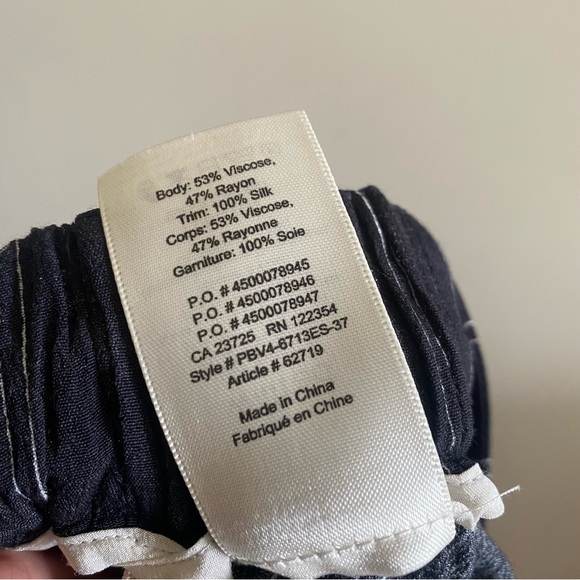 Body: 53% Viscose,
47% Rayon
Trim: 100% Silk
Corps: 53% Viscose,
47% Rayonne
Garniture: 100% Soie
P.O. # 4500078945
P.O. # 4500078946
P.O. # 4500078947
CA 23725 RN 122354
Style # PBV4-6713ES-37
Article # 62719
Made in China
Fabriqué en Chine